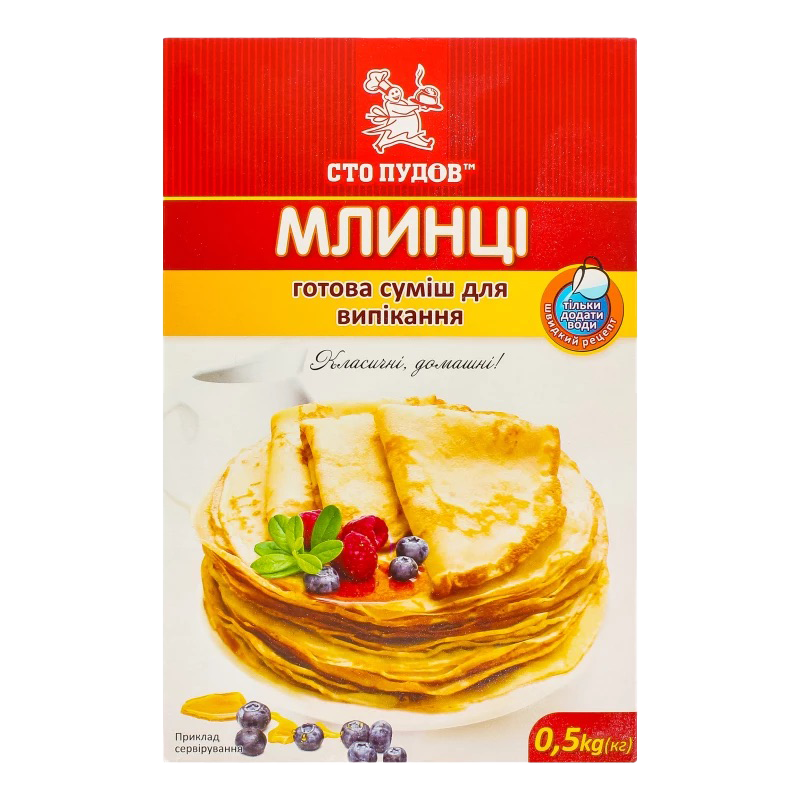 СТО ПУДОВ™
МЛИНЦІ
готова суміш для
випікання
тільки
додати
води
швидкий рецепт
Класичні, домашні!
Приклад
сервірування
0,5kg(кг)